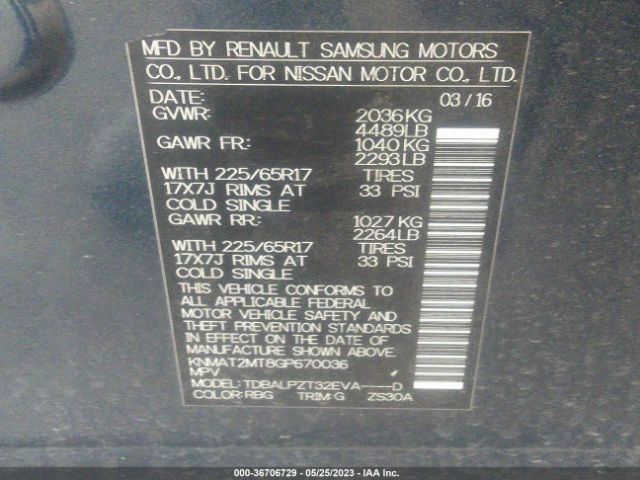 MFD BY RENAULT SAMSUNG MOTORS
CO., LTD. FOR NISSAN MOTOR CO., LTD.
DATE: 03/16
GVWR: 2036KG
4489LB
GAWR FR: 1040KG
2293LB
WITH 225/65R17 TIRES
17X7J RIMS AT 33 PSI
COLD SINGLE
GAWR RR: 1027KG
2264LB
WITH 225/65R17 TIRES
17X7J RIMS AT 33 PSI
COLD SINGLE
THIS VEHICLE CONFORMS TO
ALL APPLICABLE FEDERAL
MOTOR VEHICLE SAFETY AND
THEFT PREVENTION STANDARDS
IN EFFECT ON THE DATE OF
MANUFACTURE SHOWN ABOVE.
KNMAT2MT8GP670036
MPV
MODEL: TDBALPZT32EVA----D
COLOR:RBG TRIM:G ZS30A
000-36706729 - 05/25/2023 - IAA Inc.